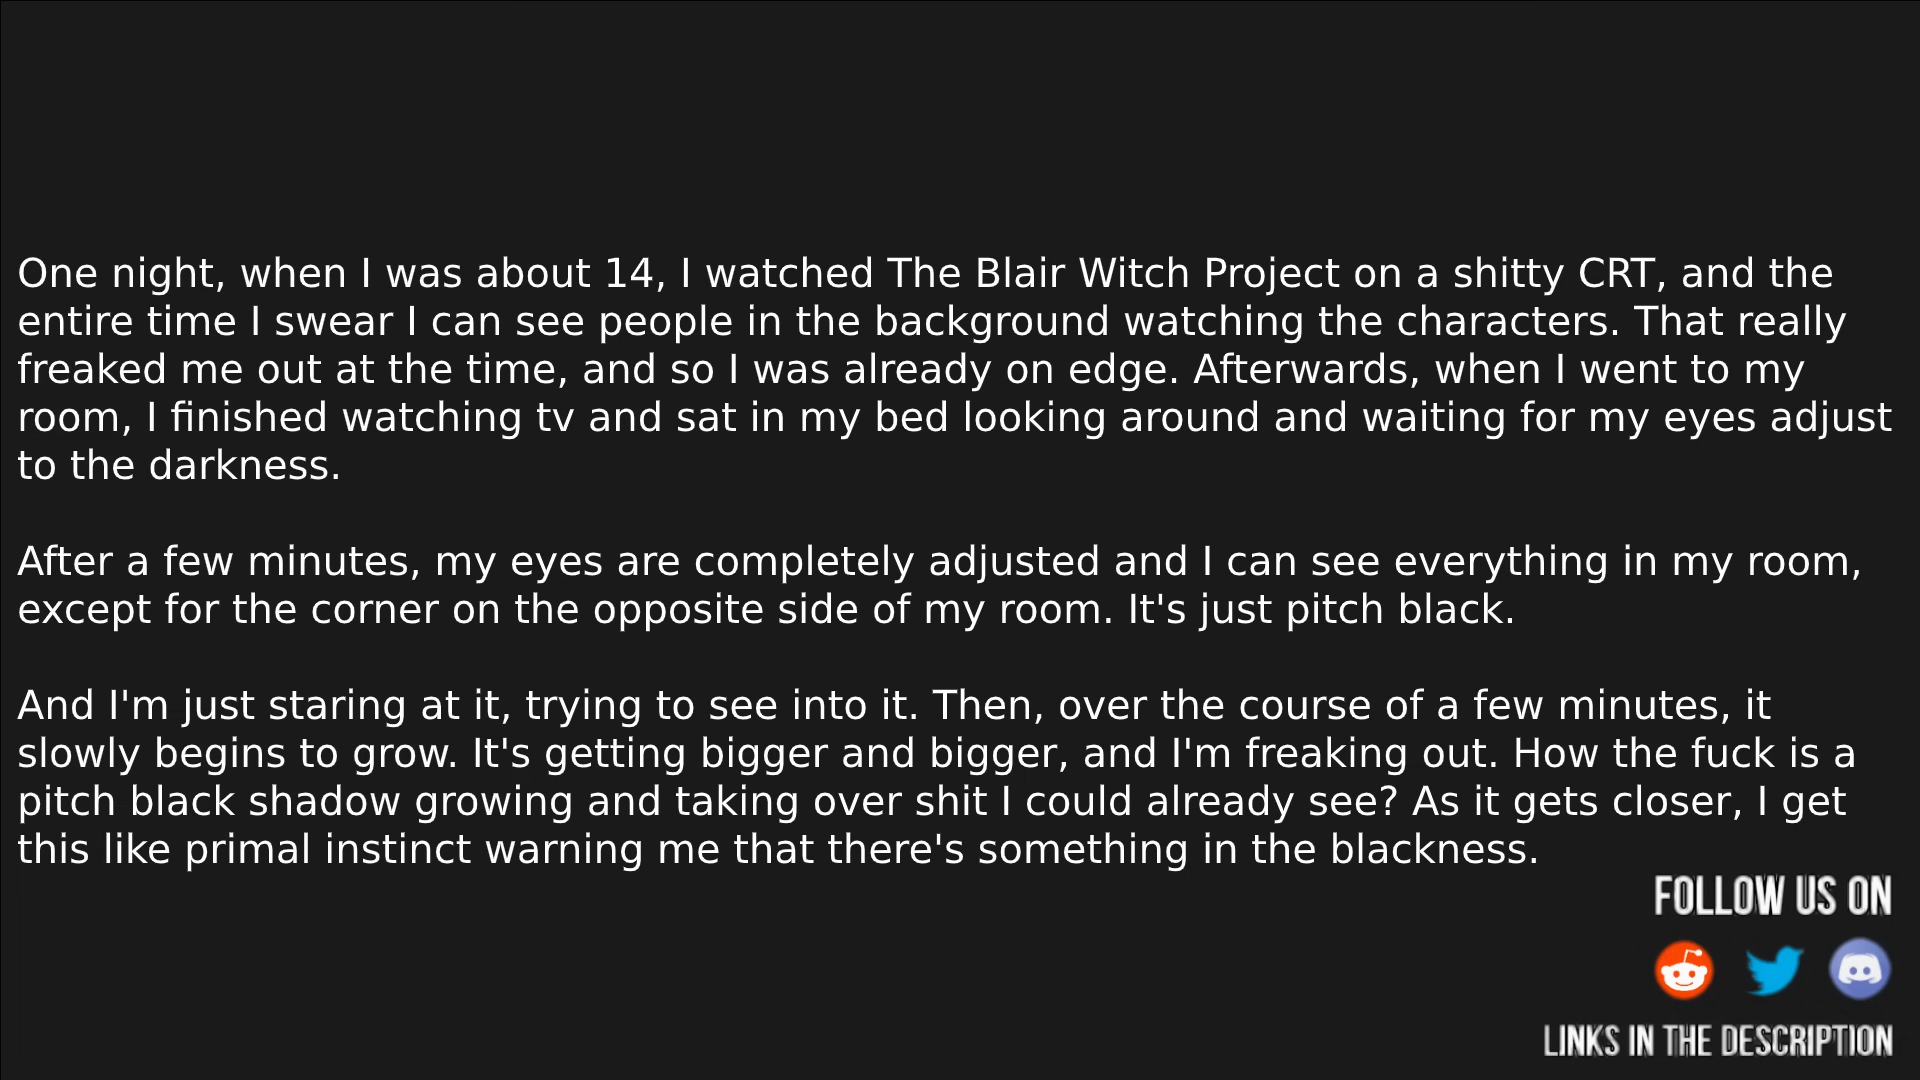 One night, when I was about 14, I watched The Blair Witch Project on a shitty CRT, and the
entire time I swear I can see people in the background watching the characters. That really
freaked me out at the time, and so I was already on edge. Afterwards, when I went to my
room, I finished watching tv and sat in my bed looking around and waiting for my eyes adjust
to the darkness.
After a few minutes, my eyes are completely adjusted and I can see everything in my room,
except for the corner on the opposite side of my room. It's just pitch black.
And I'm just staring at it, trying to see into it. Then, over the course of a few minutes, it
slowly begins to grow. It's getting bigger and bigger, and I'm freaking out. How the fuck is a
pitch black shadow growing and taking over shit I could already see? As it gets closer, I get
this like primal instinct warning me that there's something in the blackness.
FOLLOW US ON
LINKS IN THE DESCRIPTION